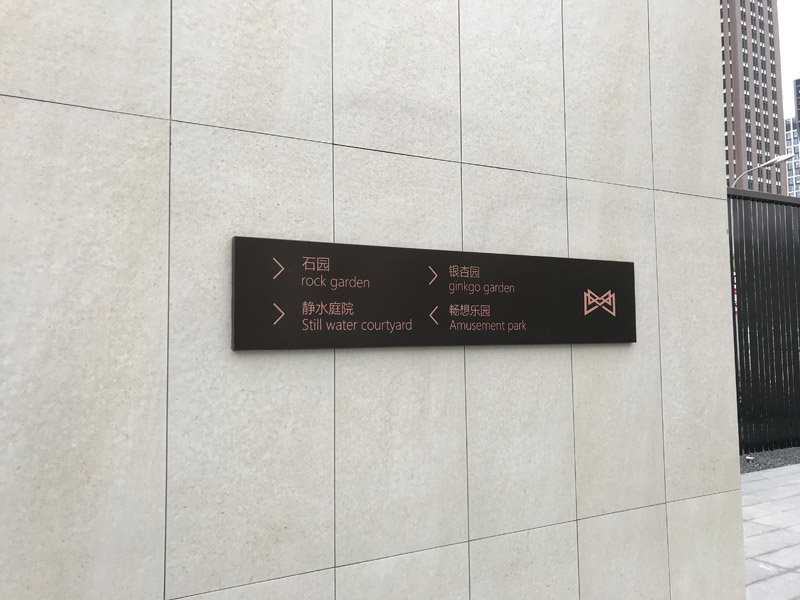 石园
rock garden
静水庭院
Still water courtyard
银杏园
ginkgo garden
畅想乐园
Amusement park